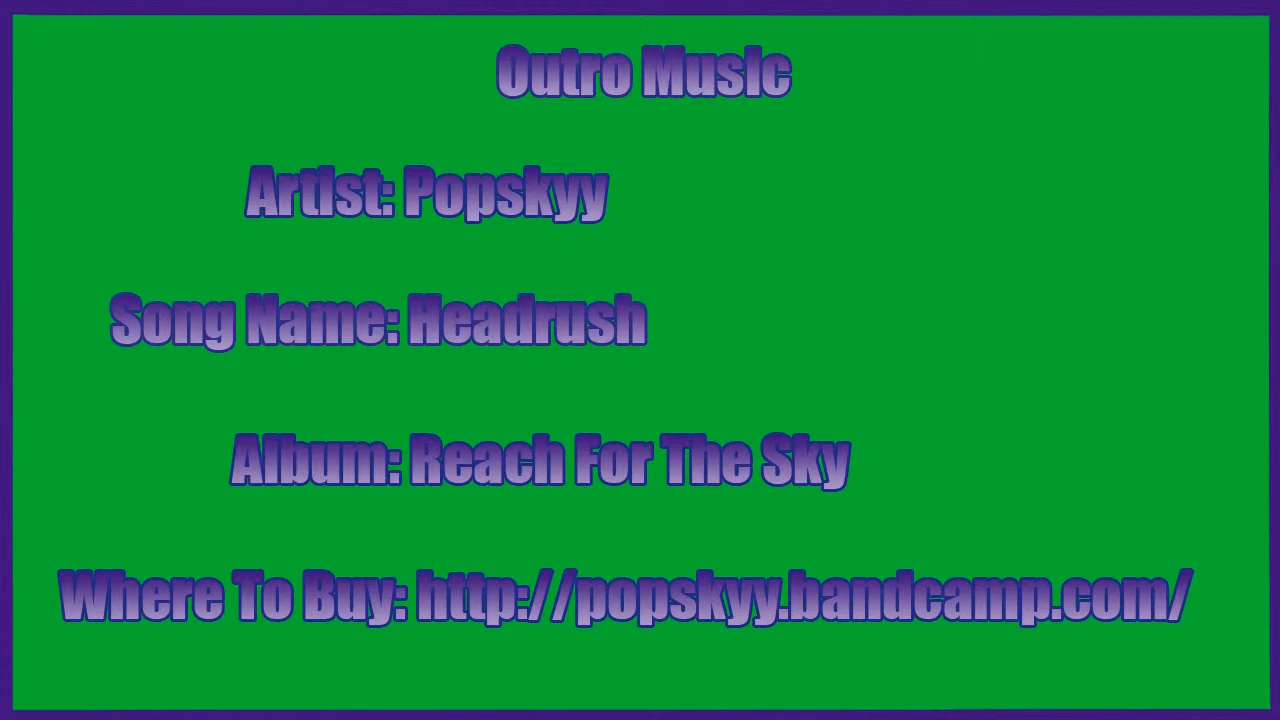 Outro Music
Artist: Popskyy
Song Name: Headrush
Album: Reach For The Sky
Where To Buy: http://popskyy.bandcamp.com/